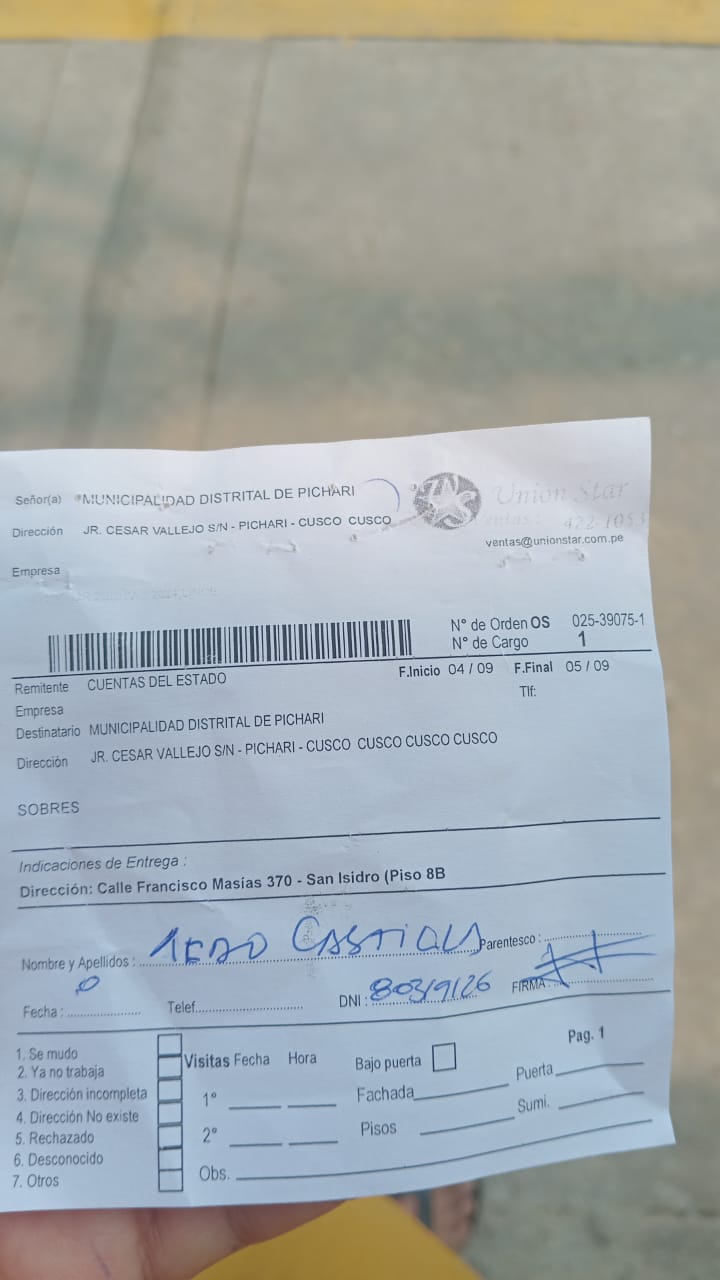 Señor(a) MUNICIPALIDAD DISTRITAL DE PICHARI
Dirección JR. CESAR VALLEJO S/N - PICHARI - CUSCO CUSCO
Empresa
Union Star
422-1053
ventas@unionstar.com.pe
N° de Orden OS 025-39075-1
N° de Cargo 1
Remitente CUENTAS DEL ESTADO
F.Inicio 04 / 09 F.Final 05 / 09
Empresa
Tlf:
Destinatario MUNICIPALIDAD DISTRITAL DE PICHARI
Dirección JR. CESAR VALLEJO S/N - PICHARI - CUSCO CUSCO CUSCO CUSCO
SOBRES
Indicaciones de Entrega :
Dirección: Calle Francisco Masías 370 - San Isidro (Piso 8B
Nombre y Apellidos : Parentesco :
Fecha : Telef. DNI : FIRMA
Pag. 1
1. Se mudo
2. Ya no trabaja
3. Dirección incompleta
4. Dirección No existe
5. Rechazado
6. Desconocido
7. Otros
Visitas Fecha Hora
1°
2°
Obs.
Bajo puerta
Fachada
Pisos
Puerta
Sumi.